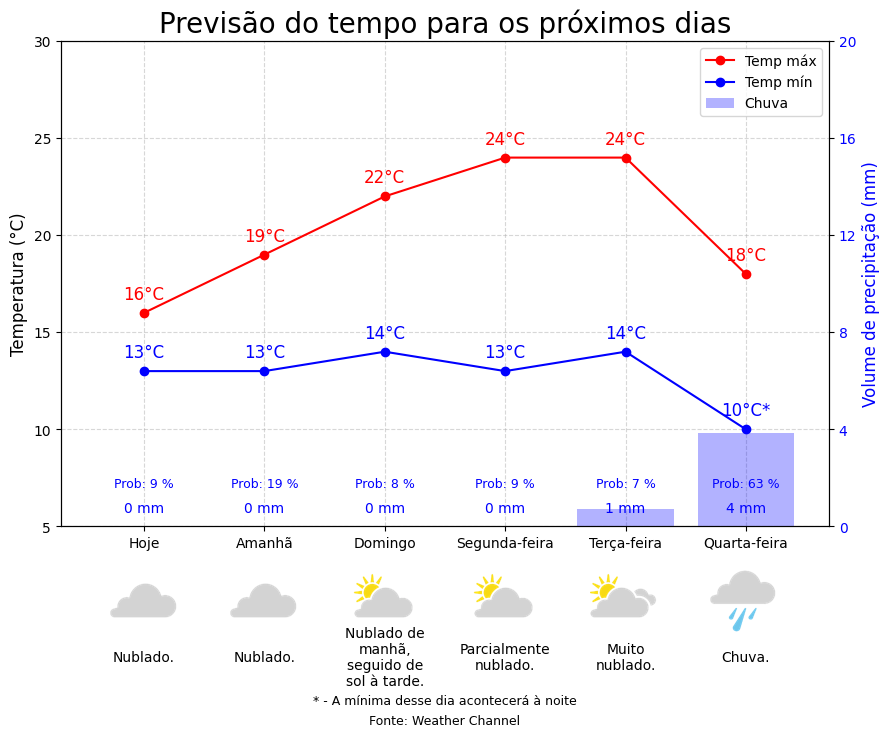 Previsão do tempo para os próximos dias
Temperatura (°C)
Volume de precipitação (mm)
30
25
20
15
10
5
20
16
12
8
4
0
Temp máx
Temp mín
Chuva
16°C
19°C
22°C
24°C
24°C
18°C
13°C
13°C
14°C
13°C
14°C
10°C*
Prob: 9 %
Prob: 19 %
Prob: 8 %
Prob: 9 %
Prob: 7 %
Prob: 63 %
0 mm
0 mm
0 mm
0 mm
1 mm
4 mm
Hoje
Amanhã
Domingo
Segunda-feira
Terça-feira
Quarta-feira
Nublado.
Nublado.
Nublado de
manhã,
seguido de
sol à tarde.
Parcialmente
nublado.
Muito
nublado.
Chuva.
* - A mínima desse dia acontecerá à noite
Fonte: Weather Channel